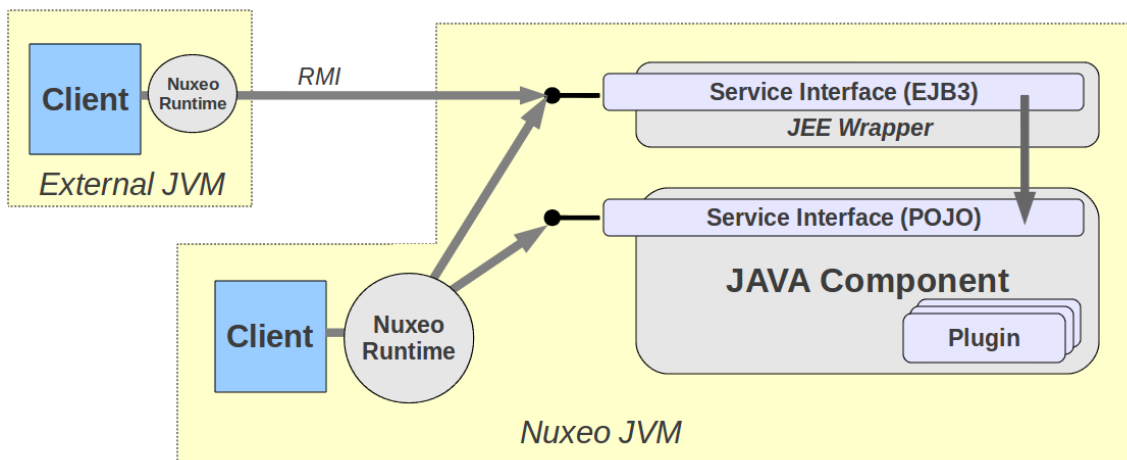 Client
Nuxeo
Runtime
RMI
External JVM
Service Interface (EJB3)
JEE Wrapper
Service Interface (POJO)
JAVA Component
Plugin
Client
Nuxeo
Runtime
Nuxeo JVM